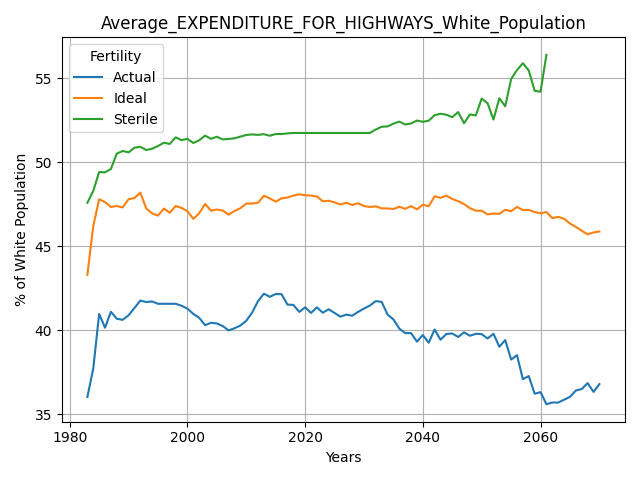 Average_EXPENDITURE_FOR_HIGHWAYS_White_Population
Fertility
Actual
Ideal
Sterile
% of White Population
55
50
45
40
35
1980
2000
2020
2040
2060
Years